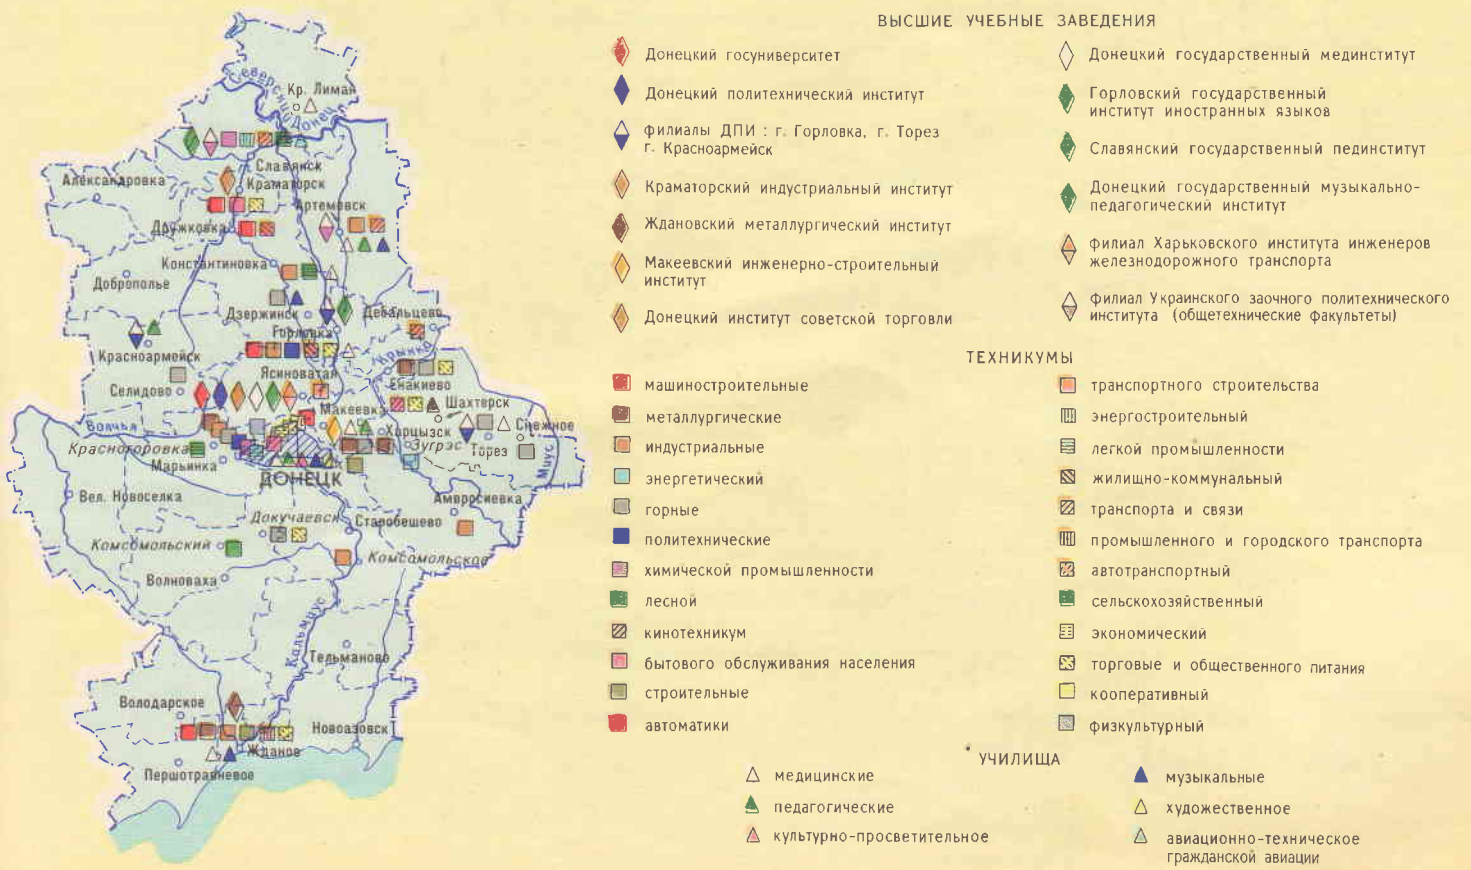 Кр. Лиман
Северский Донец
Славянск
Александровка
Краматорск
Артемовск
Дружковка
Константиновка
Доброполье
Дзержинск
Дебальцево
Горловка
Крынка
Красноармейск
Ясиноватая
Енакиево
Селидово
Шахтерск
Макеевка
Снежное
Волчья
Харцызск
Зугрэс
Красногоровка
Торез
Миус
Марьинка
ДОНЕЦК
Вел. Новоселка
Амвросиевка
Докучаевск
Старобешево
Комсомольский
Комсомольское
Волноваха
Кальмиус
Тельманово
Володарское
Новоазовск
Жданов
Першотравневое
ВЫСШИЕ УЧЕБНЫЕ ЗАВЕДЕНИЯ
Донецкий госуниверситет
Донецкий политехнический институт
филиалы ДПИ : г. Горловка, г. Торез
г. Красноармейск
Краматорский индустриальный институт
Ждановский металлургический институт
Макеевский инженерно-строительный
институт
Донецкий институт советской торговли
Донецкий государственный мединститут
Горловский государственный
институт иностранных языков
Славянский государственный пединститут
Донецкий государственный музыкально-
педагогический институт
филиал Харьковского института инженеров
железнодорожного транспорта
филиал Украинского заочного политехнического
института (общетехнические факультеты)
ТЕХНИКУМЫ
машиностроительные
металлургические
индустриальные
энергетический
горные
политехнические
химической промышленности
лесной
кинотехникум
бытового обслуживания населения
строительные
автоматики
транспортного строительства
энергостроительный
легкой промышленности
жилищно-коммунальный
транспорта и связи
промышленного и городского транспорта
автотранспортный
сельскохозяйственный
экономический
торговые и общественного питания
кооперативный
физкультурный
УЧИЛИЩА
медицинские
педагогические
культурно-просветительное
музыкальные
художественное
авиационно-техническое
гражданской авиации